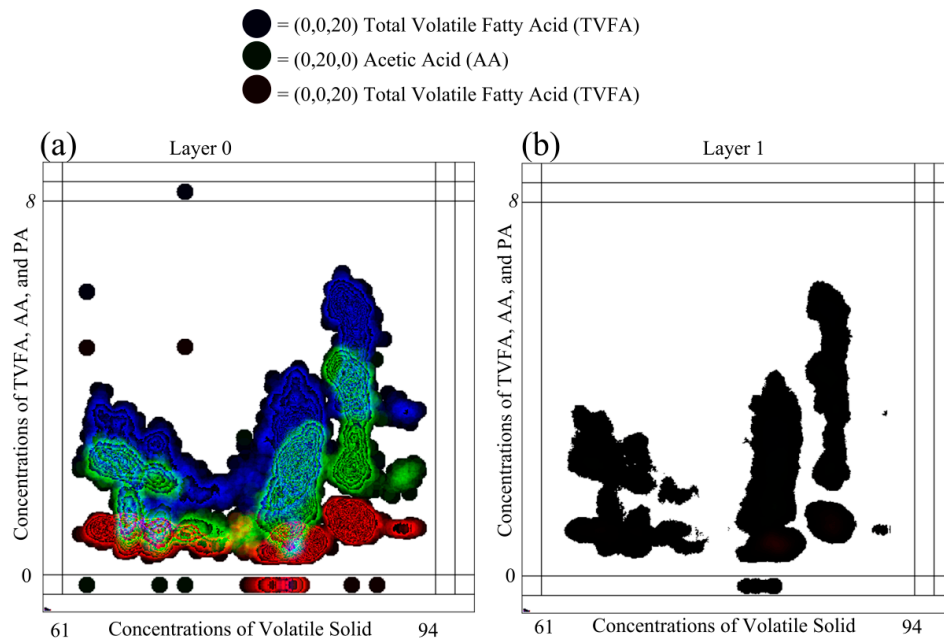 = (0,0,20) Total Volatile Fatty Acid (TVFA)
= (0,20,0) Acetic Acid (AA)
= (0,0,20) Total Volatile Fatty Acid (TVFA)
(a)
Layer 0
8
Concentrations of TVFA, AA, and PA
0
61
Concentrations of Volatile Solid
94
(b)
Layer 1
8
Concentrations of TVFA, AA, and PA
0
61
Concentrations of Volatile Solid
94